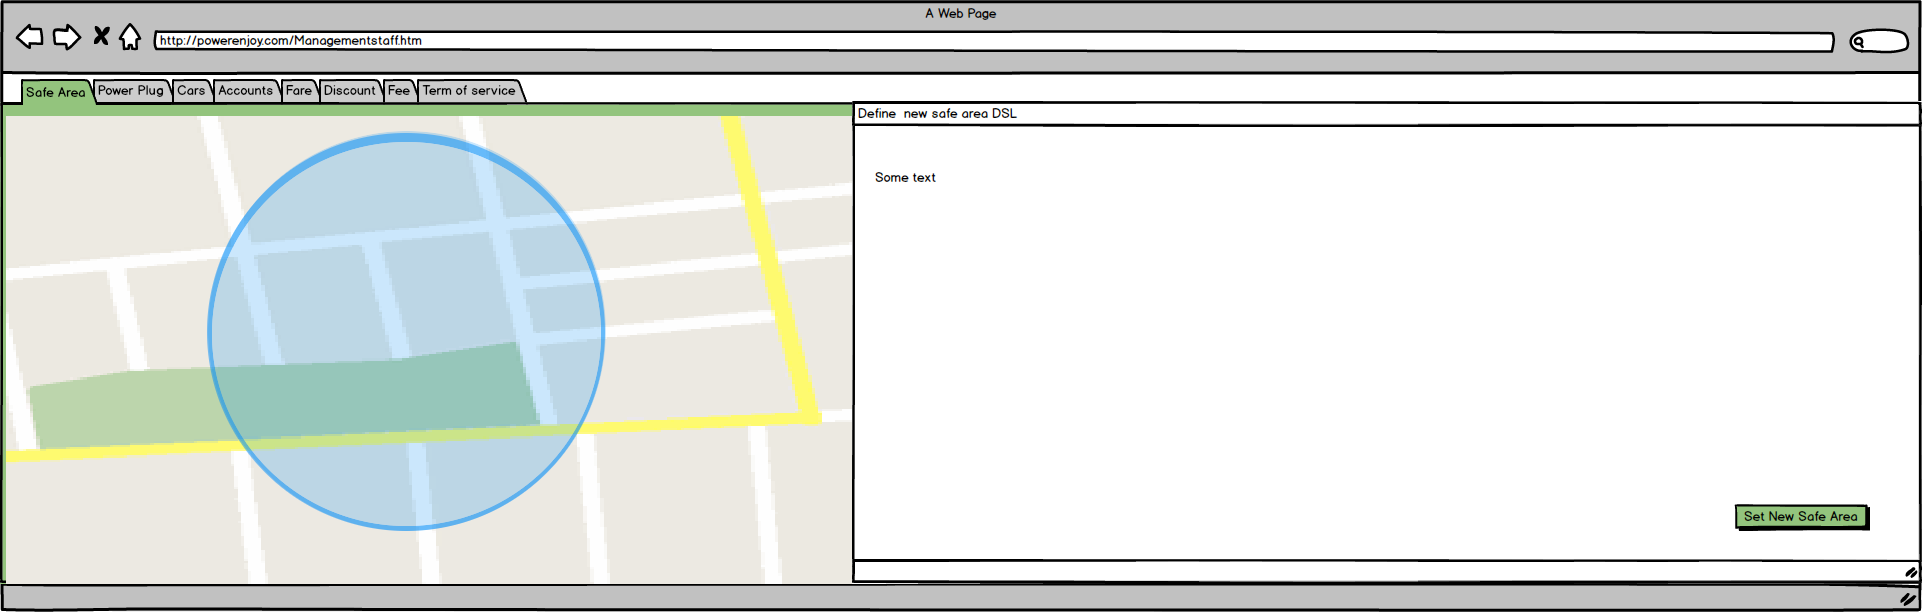 A Web Page
http://powerenjoy.com/Managementstaff.htm
Safe Area Power Plug Cars Accounts Fare Discount Fee Term of service
Define  new safe area DSL
Some text
Set New Safe Area